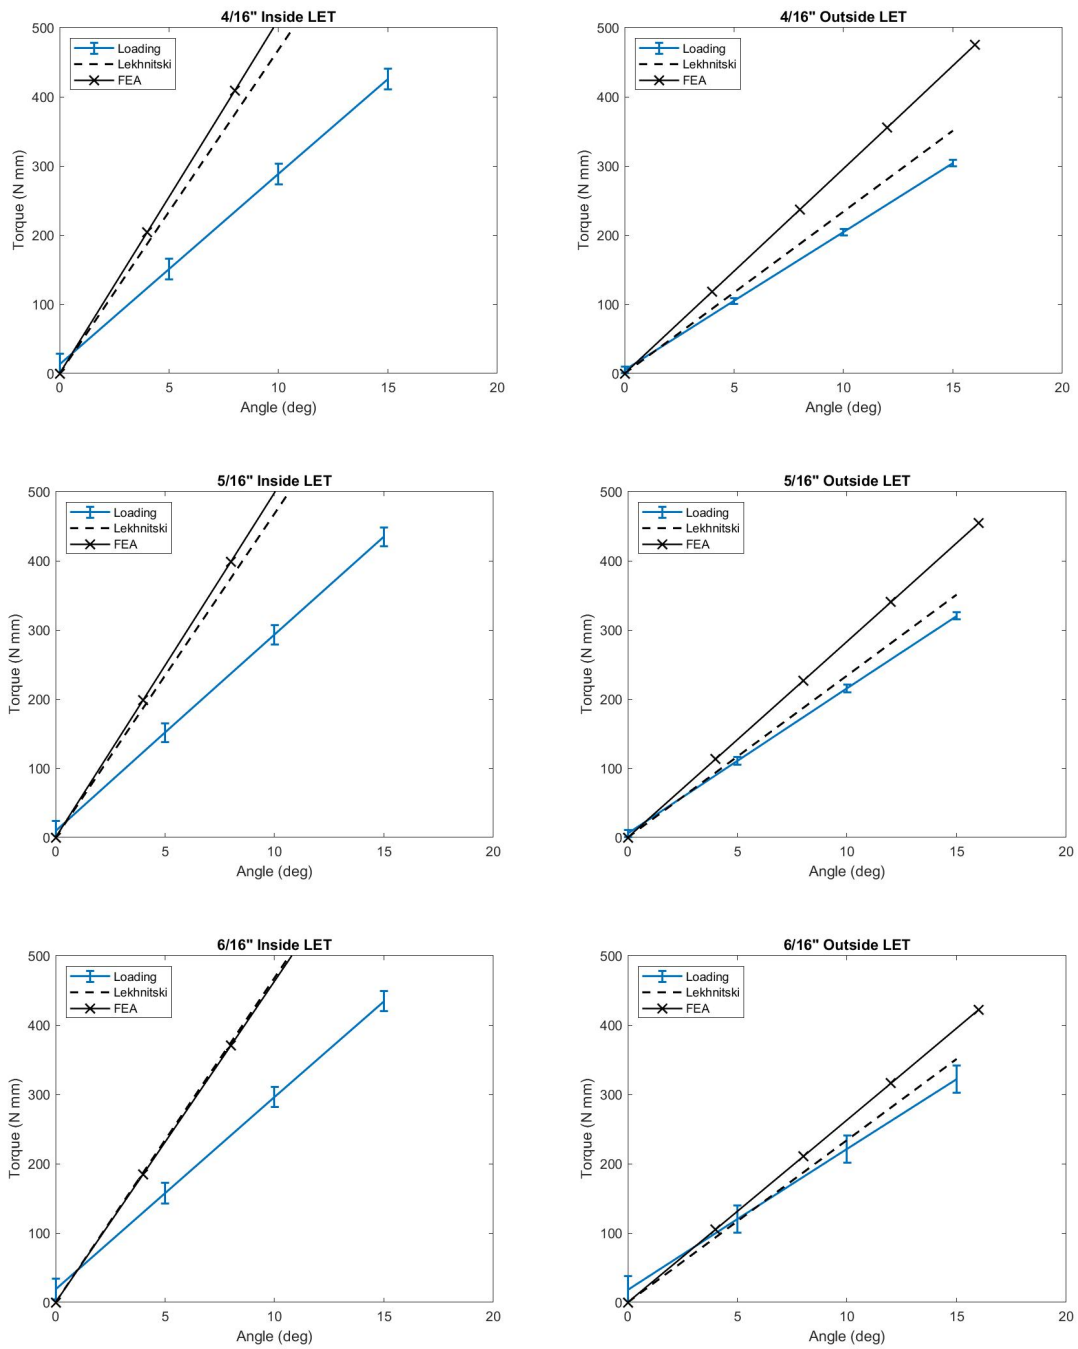 4/16" Inside LET
Loading
Lekhnitski
FEA
Torque (N mm)
500
400
300
200
100
0
0 5 10 15 20
Angle (deg)
4/16" Outside LET
Loading
Lekhnitski
FEA
Torque (N mm)
500
400
300
200
100
0
0 5 10 15 20
Angle (deg)
5/16" Inside LET
Loading
Lekhnitski
FEA
Torque (N mm)
500
400
300
200
100
0
0 5 10 15 20
Angle (deg)
5/16" Outside LET
Loading
Lekhnitski
FEA
Torque (N mm)
500
400
300
200
100
0
0 5 10 15 20
Angle (deg)
6/16" Inside LET
Loading
Lekhnitski
FEA
Torque (N mm)
500
400
300
200
100
0
0 5 10 15 20
Angle (deg)
6/16" Outside LET
Loading
Lekhnitski
FEA
Torque (N mm)
500
400
300
200
100
0
0 5 10 15 20
Angle (deg)